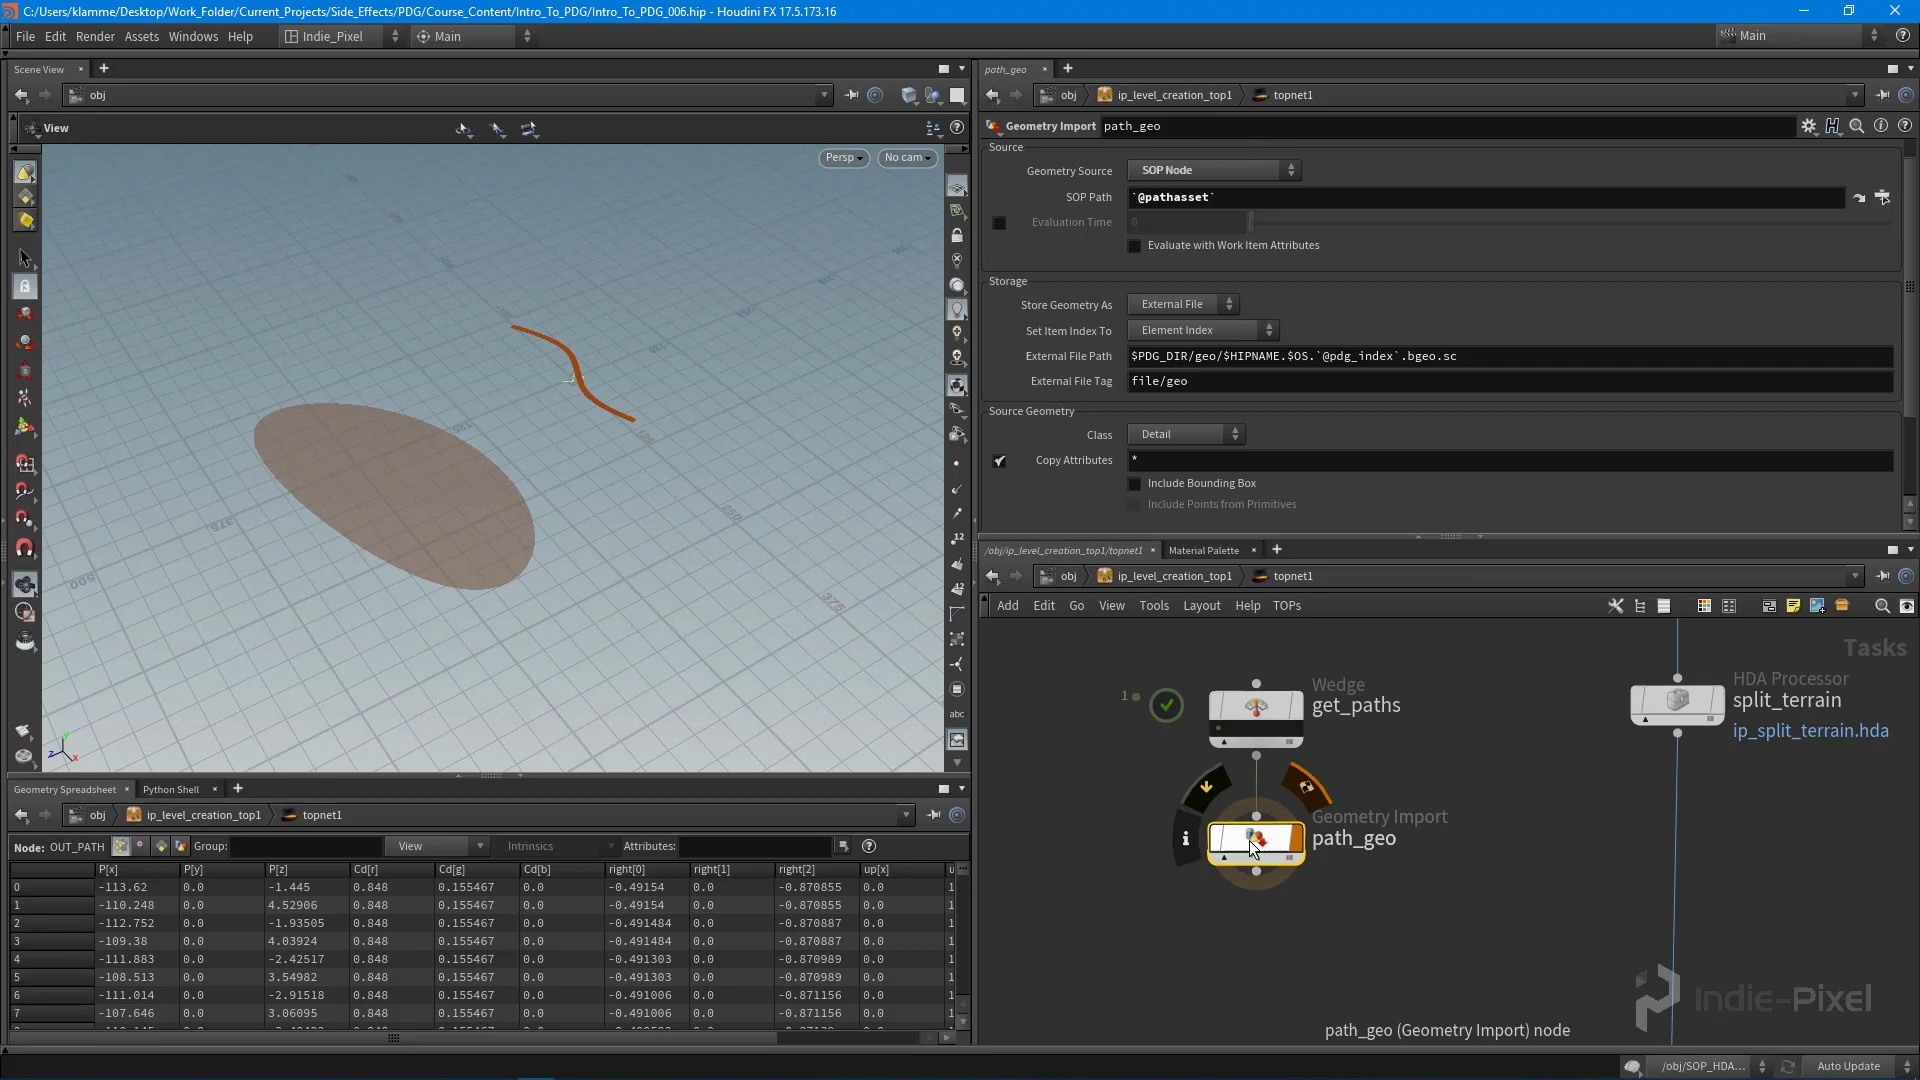 C:/Users/klamme/Desktop/Work_Folder/Current_Projects/Side_Effects/PDG/Course_Content/Intro_To_PDG/Intro_To_PDG_006.hip - Houdini FX 17.5.173.16
File Edit Render Assets Windows Help Indie_Pixel Main Main
Scene View
obj
View
Persp No cam
path_geo
obj ip_level_creation_top1 topnet1
Geometry Import path_geo
Source
Geometry Source SOP Node
SOP Path `@pathasset`
Evaluation Time 0
Evaluate with Work Item Attributes
Storage
Store Geometry As External File
Set Item Index To Element Index
External File Path $PDG_DIR/geo/$HIPNAME.$OS.`@pdg_index`.bgeo.sc
External File Tag file/geo
Source Geometry
Class Detail
Copy Attributes *
Include Bounding Box
Include Points from Primitives
/obj/ip_level_creation_top1/topnet1 Material Palette
obj ip_level_creation_top1 topnet1
Add Edit Go View Tools Layout Help TOPs
Tasks
Wedge
get_paths
1
HDA Processor
split_terrain
ip_split_terrain.hda
Geometry Import
path_geo
Indie-Pixel
path_geo (Geometry Import) node
Geometry Spreadsheet Python Shell
obj ip_level_creation_top1 topnet1
Node: OUT_PATH Group: View Intrinsics Attributes:
P[x] P[y] P[z] Cd[r] Cd[g] Cd[b] right[0] right[1] right[2] up[x] u
0 -113.62 0.0 -1.445 0.848 0.155467 0.0 -0.49154 0.0 -0.870855 0.0 1
1 -110.248 0.0 4.52906 0.848 0.155467 0.0 -0.49154 0.0 -0.870855 0.0 1
2 -112.752 0.0 -1.93505 0.848 0.155467 0.0 -0.491484 0.0 -0.870887 0.0 1
3 -109.38 0.0 4.03924 0.848 0.155467 0.0 -0.491484 0.0 -0.870887 0.0 1
4 -111.883 0.0 -2.42517 0.848 0.155467 0.0 -0.491303 0.0 -0.870989 0.0 1
5 -108.513 0.0 3.54982 0.848 0.155467 0.0 -0.491303 0.0 -0.870989 0.0 1
6 -111.014 0.0 -2.91518 0.848 0.155467 0.0 -0.491006 0.0 -0.871156 0.0 1
7 -107.646 0.0 3.06095 0.848 0.155467 0.0 -0.491006 0.0 -0.871156 0.0 1
/obj/SOP_HDA... Auto Update